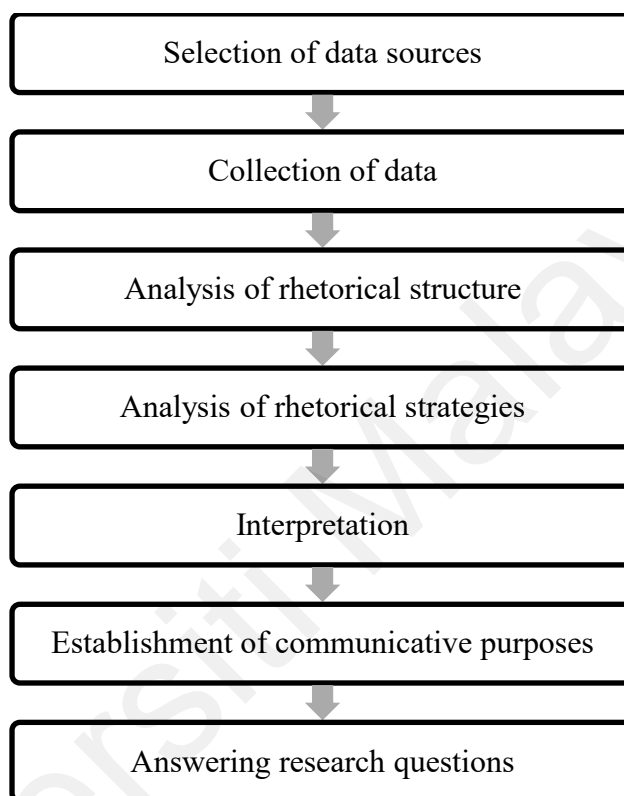 Selection of data sources
Collection of data
Analysis of rhetorical structure
Analysis of rhetorical strategies
Interpretation
Establishment of communicative purposes
Answering research questions